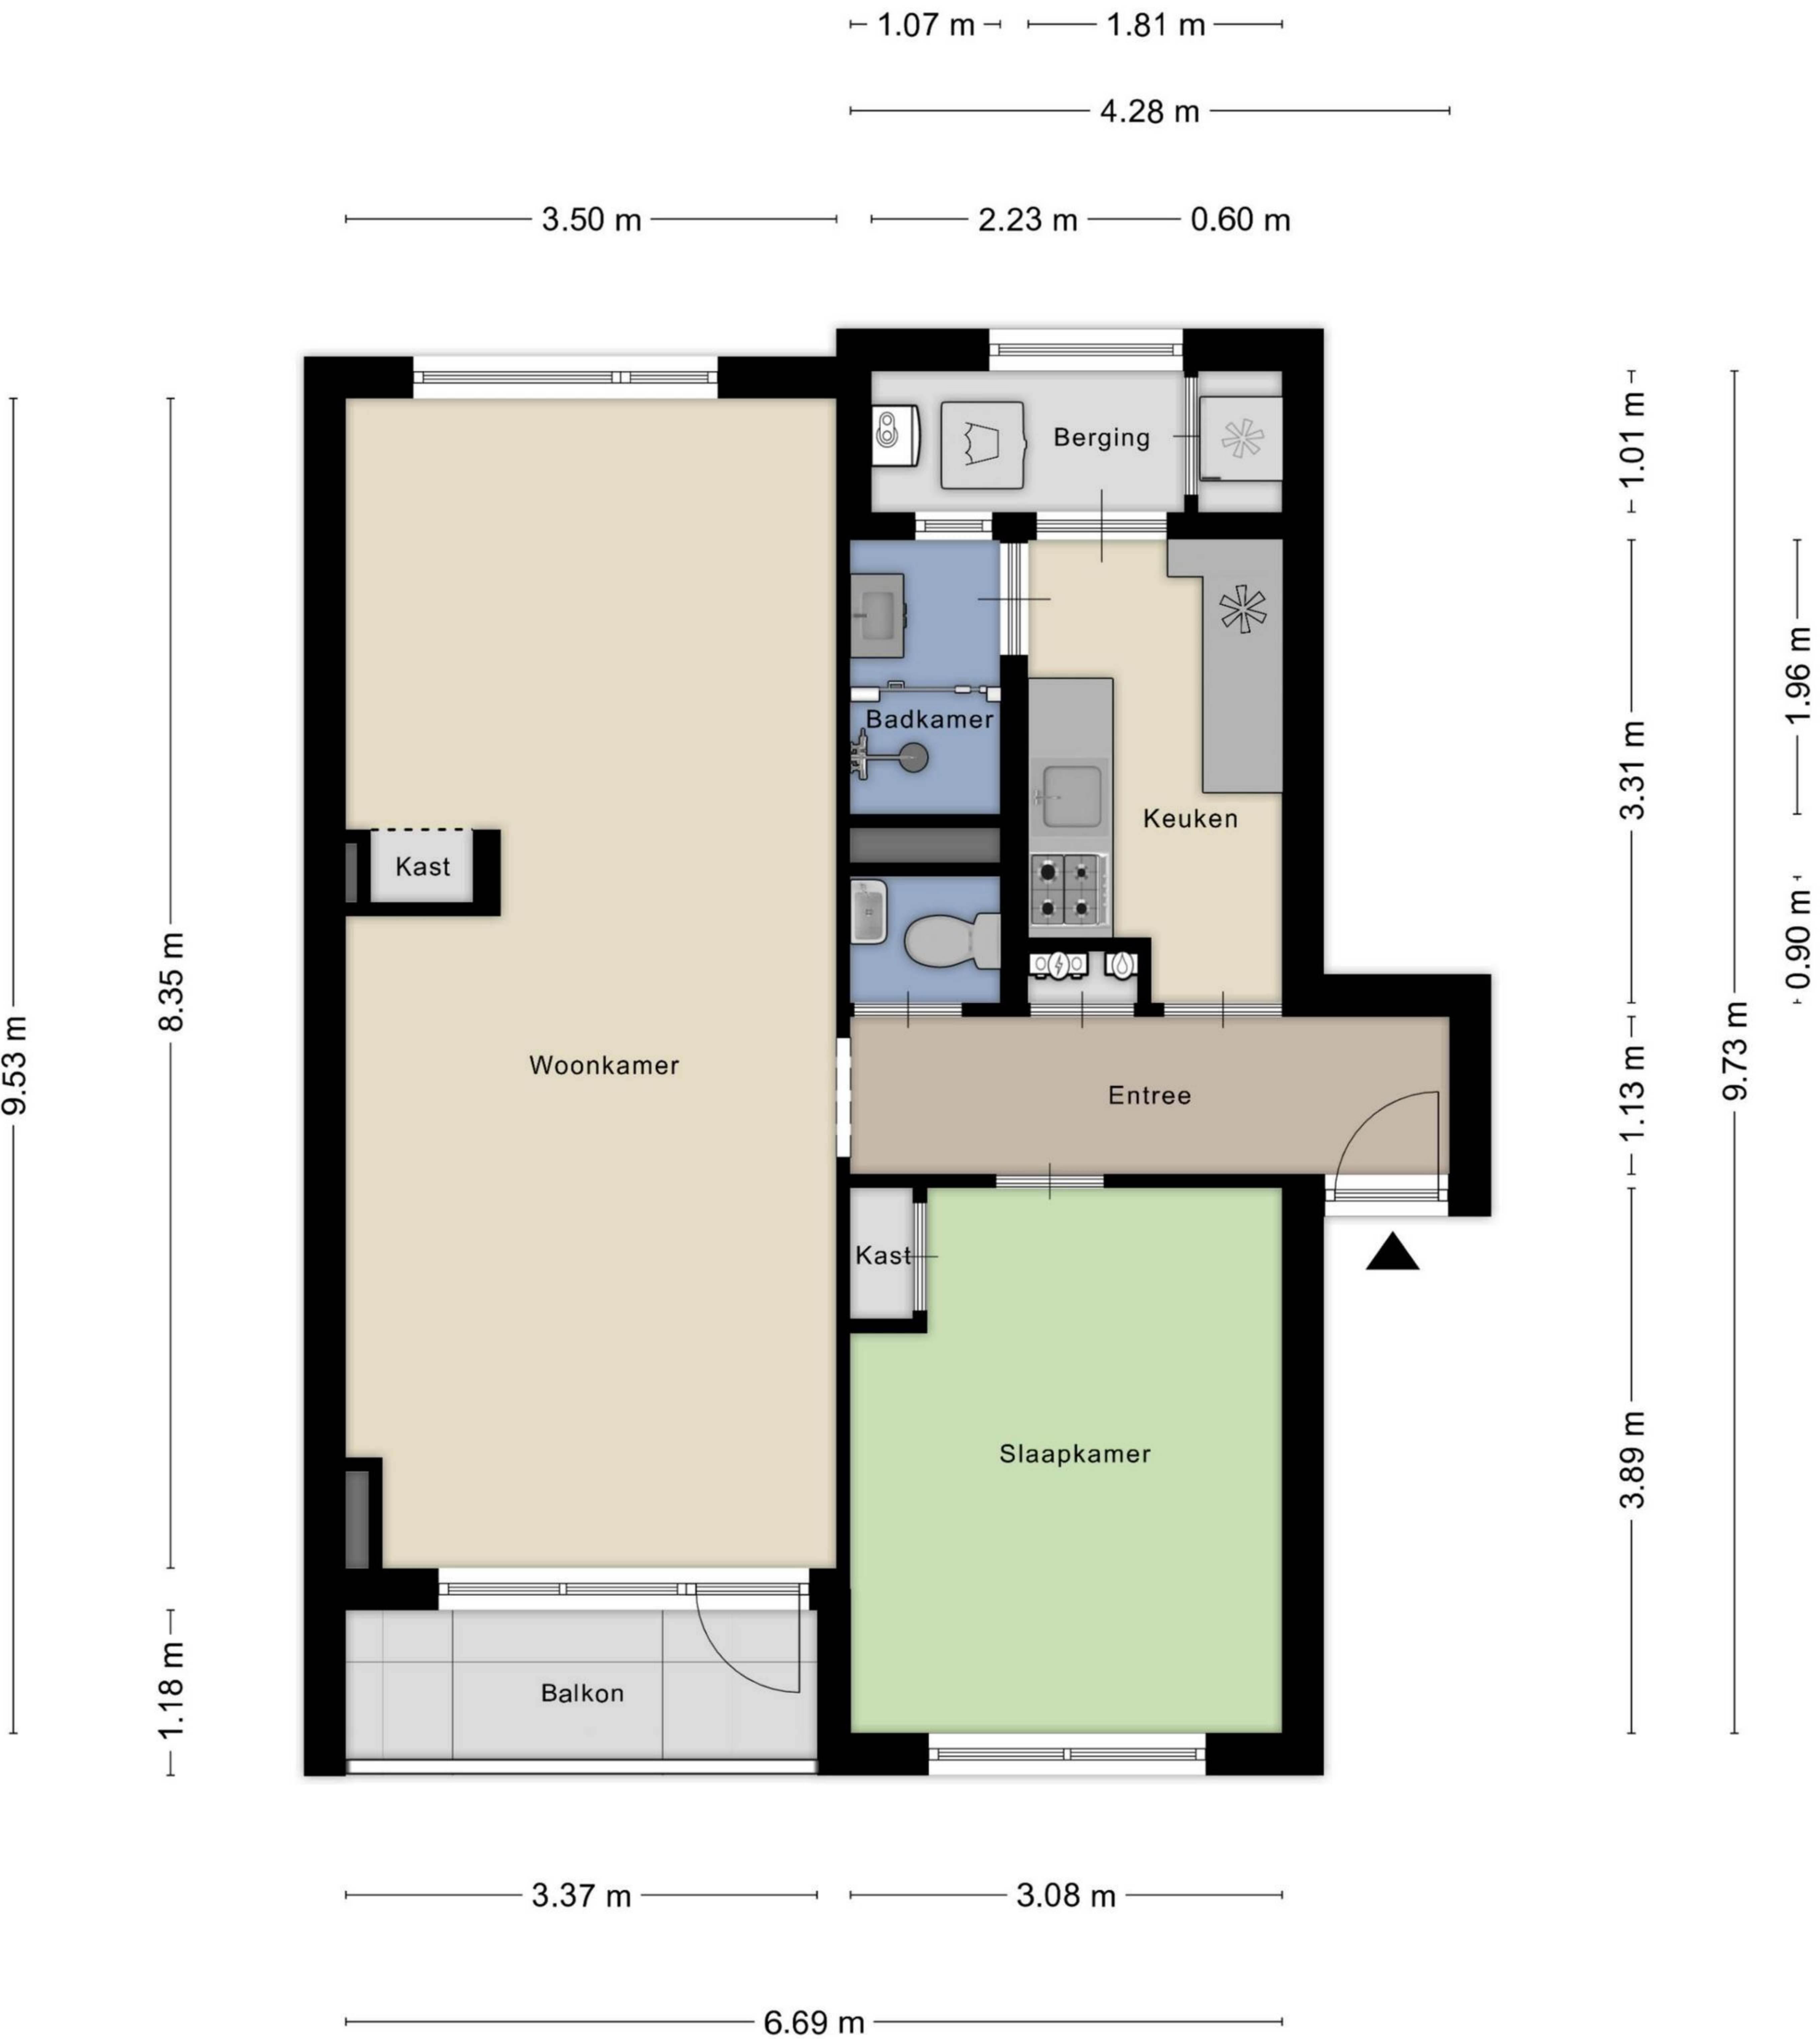 1.07 m
1.81 m
4.28 m
3.50 m
2.23 m
0.60 m
Berging
1.01 m
Badkamer
1.96 m
Keuken
3.31 m
Kast
0.90 m
8.35 m
9.53 m
Woonkamer
Entree
1.13 m
9.73 m
Kast
Slaapkamer
3.89 m
Balkon
1.18 m
3.37 m
3.08 m
6.69 m